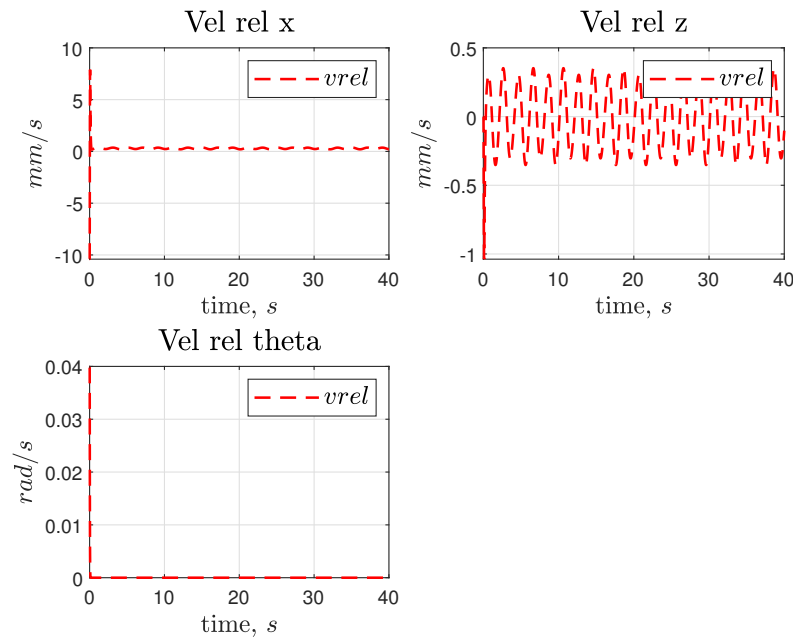 Vel rel x
10
5
0
-5
-10
mm/s
vrel
0
10
20
30
40
time, s
Vel rel z
0.5
0
-0.5
-1
mm/s
vrel
0
10
20
30
40
time, s
Vel rel theta
0.04
0.03
0.02
0.01
0
rad/s
vrel
0
10
20
30
40
time, s